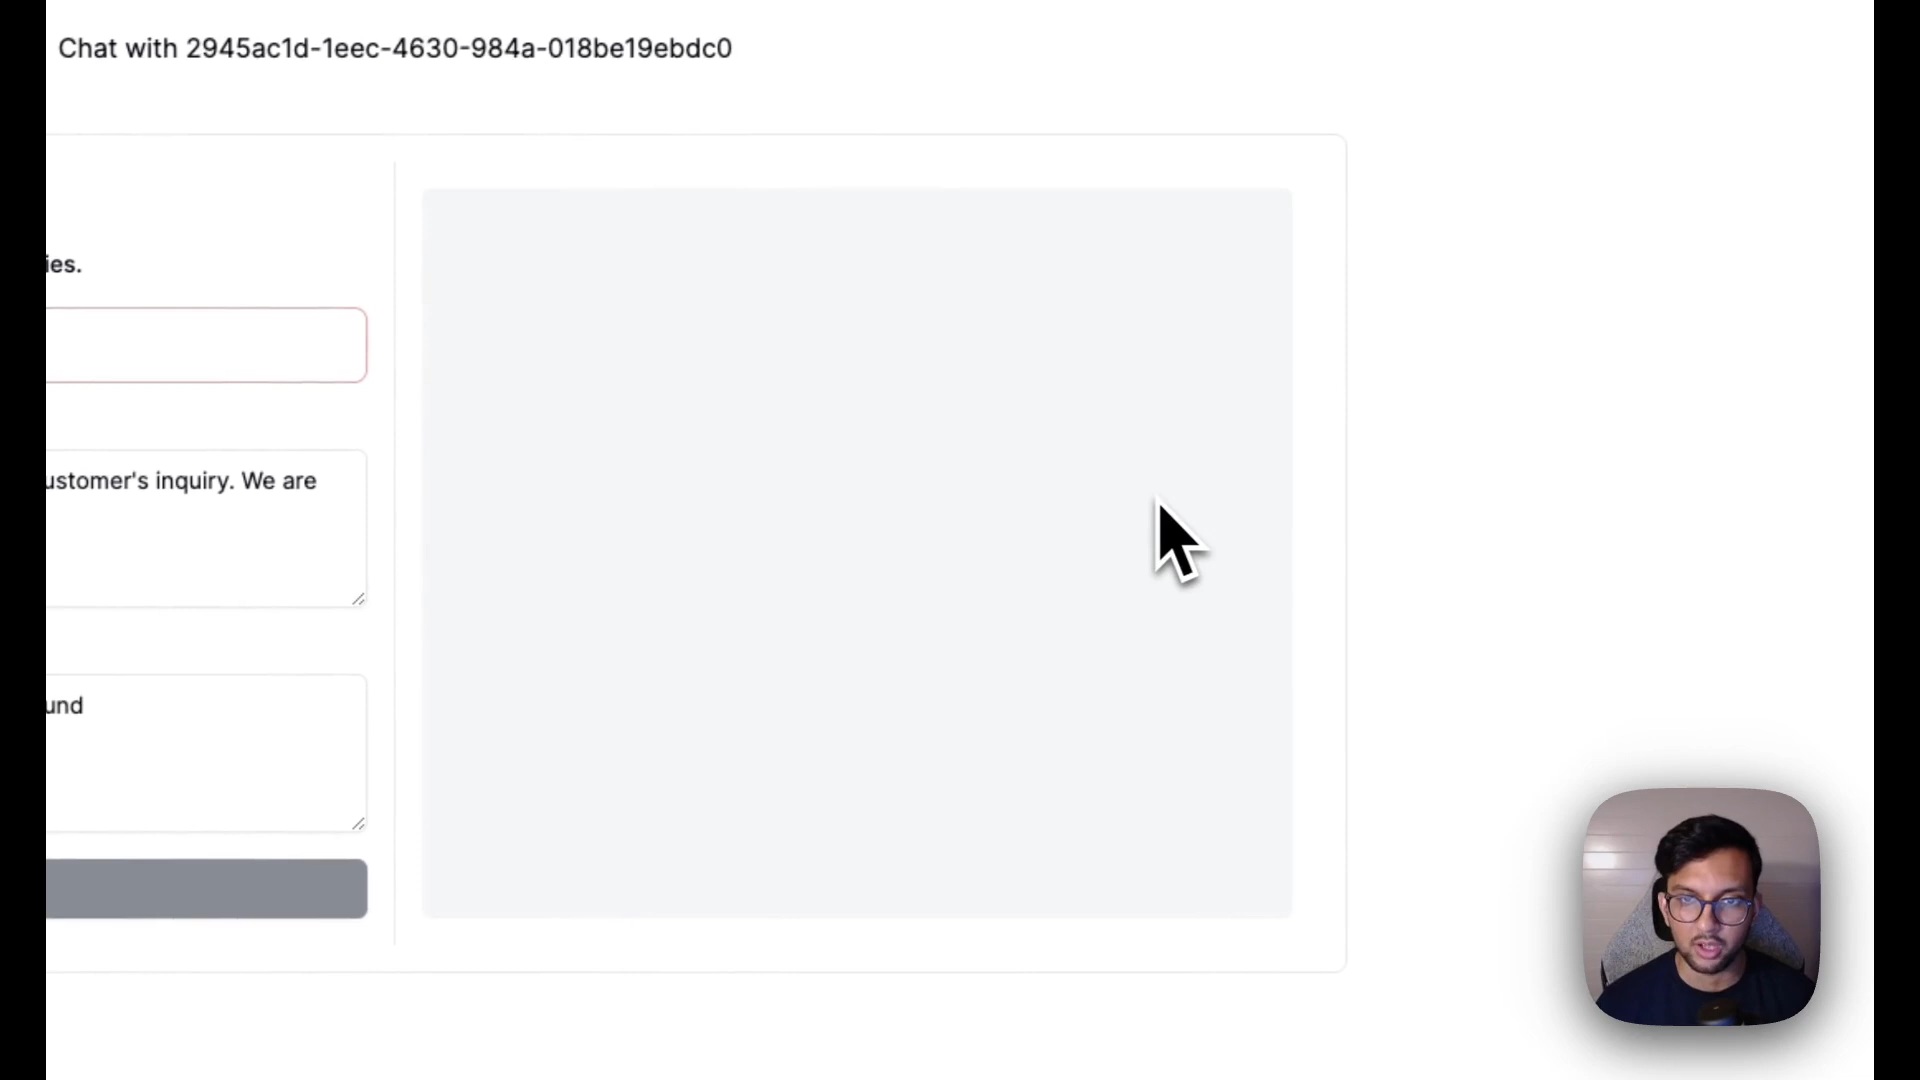 Chat with 2945ac1d-1eec-4630-984a-018be19ebdc0
ies.
ustomer's inquiry. We are
und